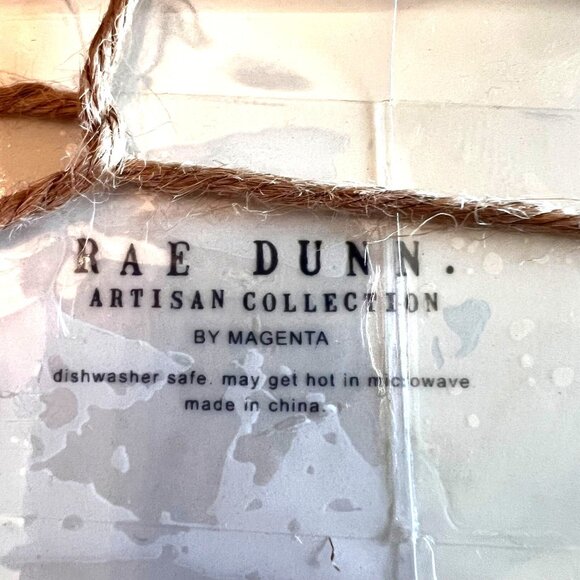 RAE DUNN.
ARTISAN COLLECTION
BY MAGENTA
dishwasher safe. may get hot in microwave
made in china.